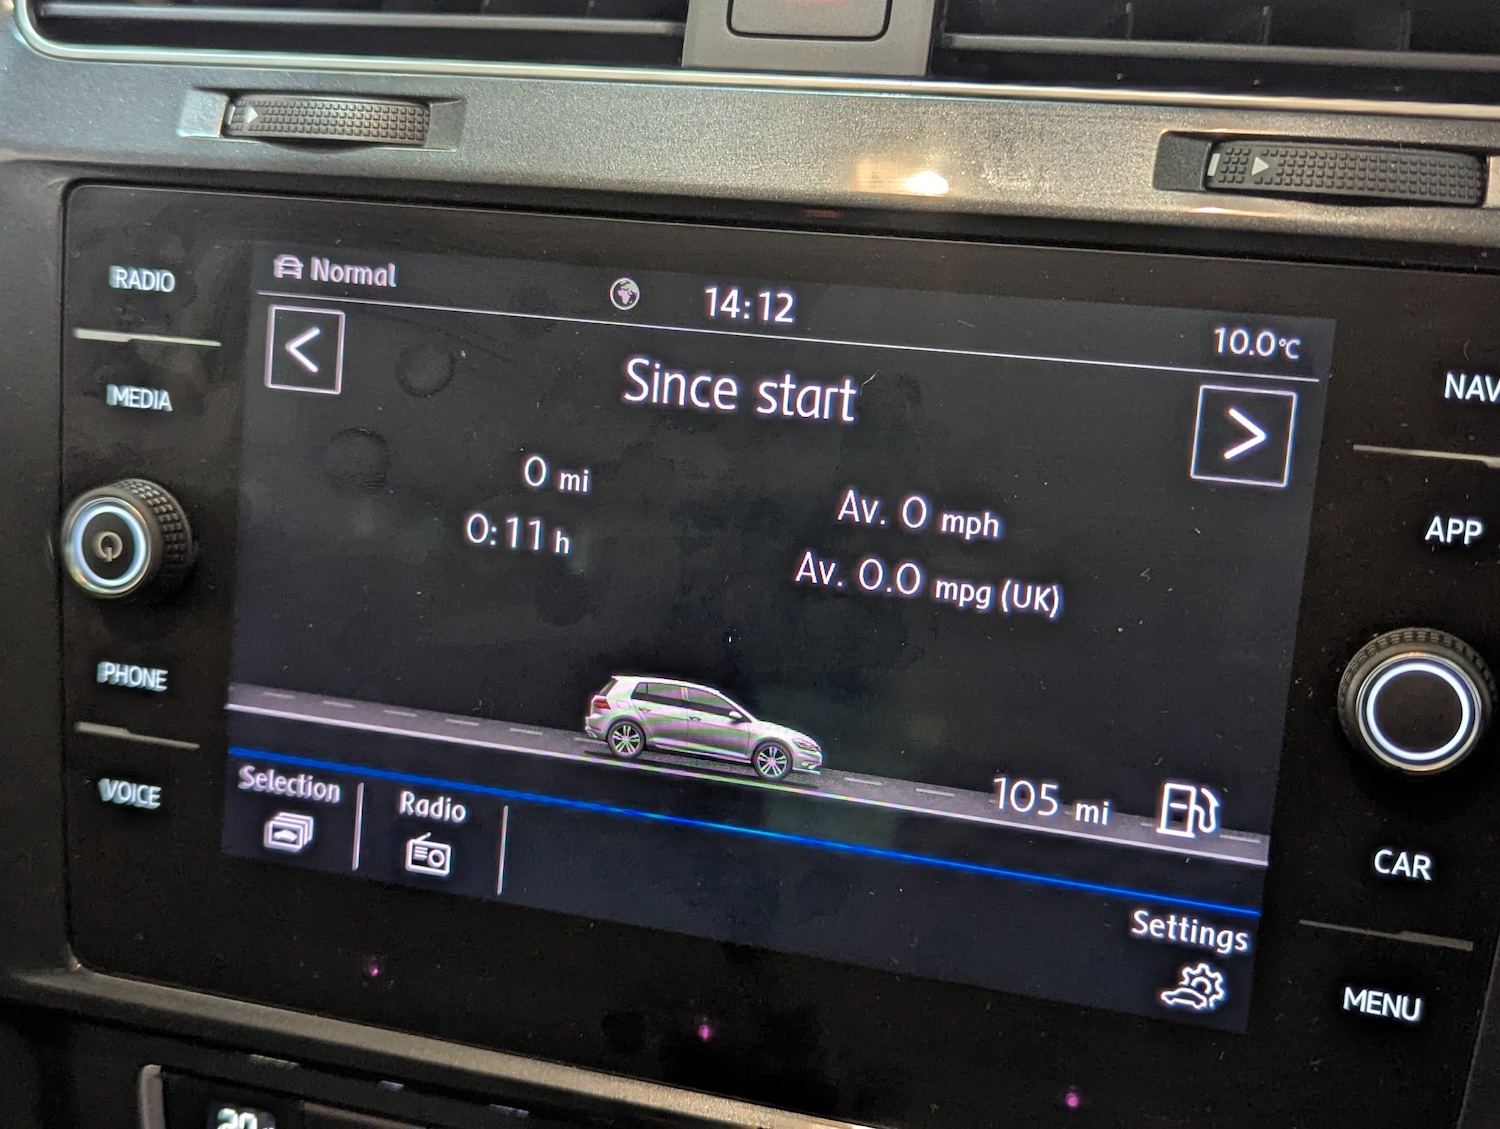 RADIO
MEDIA
PHONE
VOICE
Normal
14:12
10.0°C
Since start
0 mi
0:11 h
Av. 0 mph
Av. 0.0 mpg (UK)
105 mi
Selection
Radio
Settings
NAV
APP
CAR
MENU